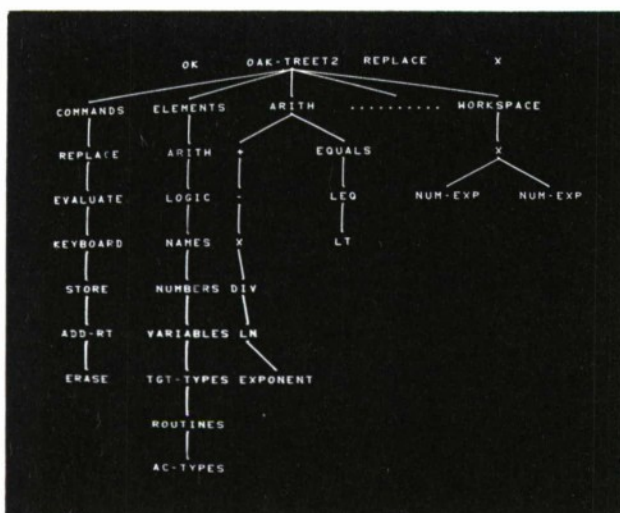 OK OAK-TREET2 REPLACE X
COMMANDS ELEMENTS ARITH .......... WORKSPACE
REPLACE ARITH + EQUALS X
EVALUATE LOGIC - LEQ NUM-EXP NUM-EXP
KEYBOARD NAMES X LT
STORE NUMBERS DIV
ADD-RT VARIABLES LN
ERASE TGT-TYPES EXPONENT
ROUTINES
AC-TYPES